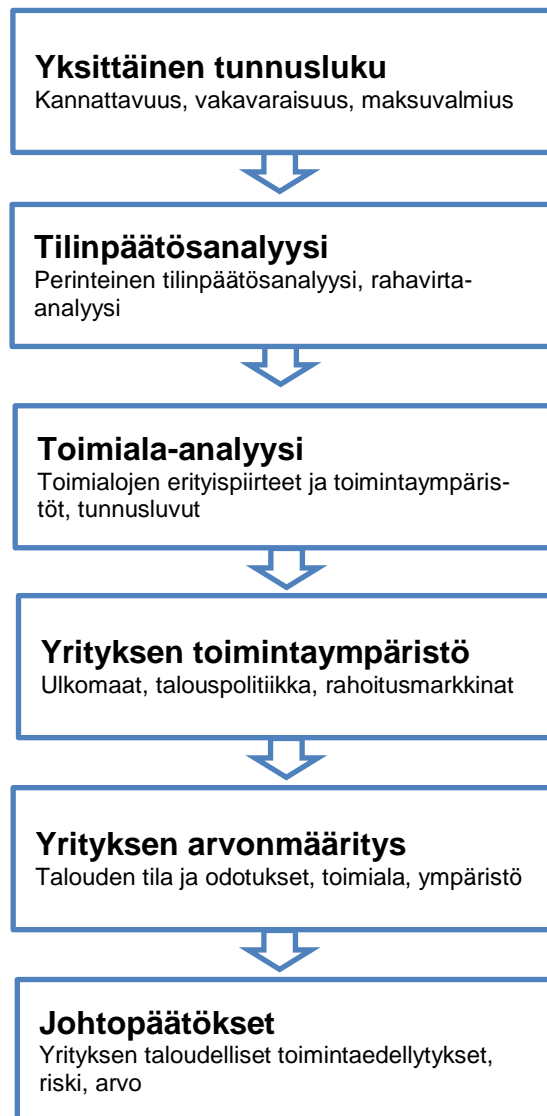 Yksittäinen tunnusluku
Kannattavuus, vakavaraisuus, maksuvalmius
Tilinpäätösanalyysi
Perinteinen tilinpäätösanalyysi, rahavirta-
analyysi
Toimiala-analyysi
Toimialojen erityispiirteet ja toimintaympäris-
töt, tunnusluvut
Yrityksen toimintaympäristö
Ulkomaat, talouspolitiikka, rahoitusmarkkinat
Yrityksen arvonmääritys
Talouden tila ja odotukset, toimiala, ympäristö
Johtopäätökset
Yrityksen taloudelliset toimintaedellytykset,
riski, arvo